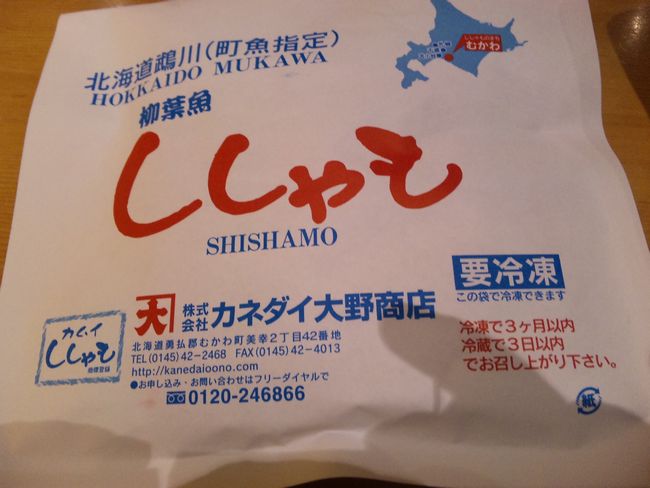 北海道鵡川(町魚指定)
HOKKAIDO MUKAWA
ししゃものまち
むかわ
柳葉魚
ししゃも
SHISHAMO
要冷凍
この袋で冷凍できます
冷凍で3ヶ月以内
冷蔵で3日以内
でお召し上がり下さい。
カムイ
ししゃも
商標登録
大
株式会社 カネダイ大野商店
北海道勇払郡むかわ町美幸2丁目42番地
TEL(0145)42-2468 FAX(0145)42-4013
http://kanedaioono.com/
●お申し込み・お問い合わせはフリーダイヤルで
0120-246866
紙